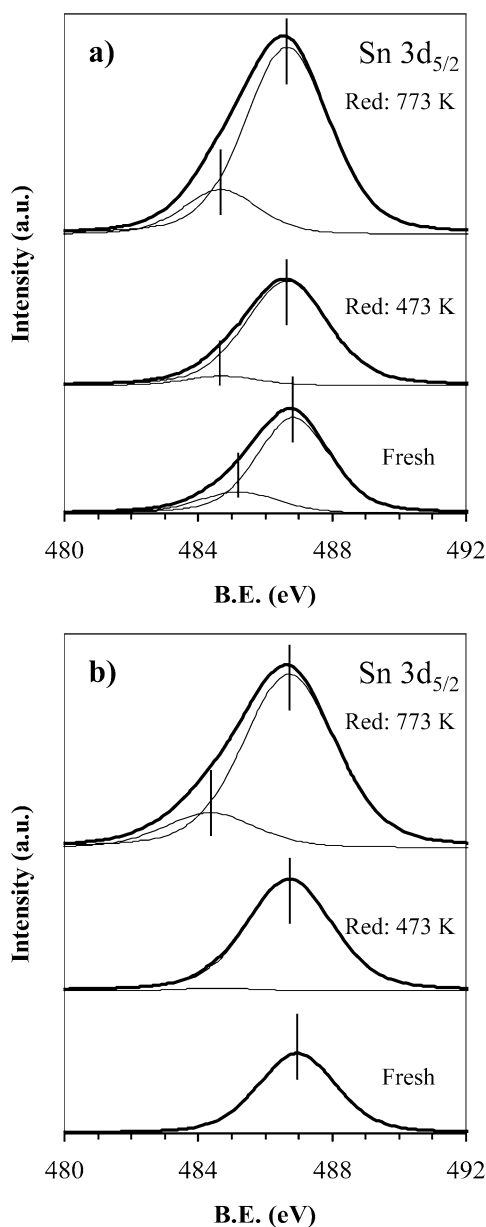 a)
Sn 3d5/2
Red: 773 K
Red: 473 K
Fresh
Intensity (a.u.)
480 484 488 492
B.E. (eV)
b)
Sn 3d5/2
Red: 773 K
Red: 473 K
Fresh
Intensity (a.u.)
480 484 488 492
B.E. (eV)